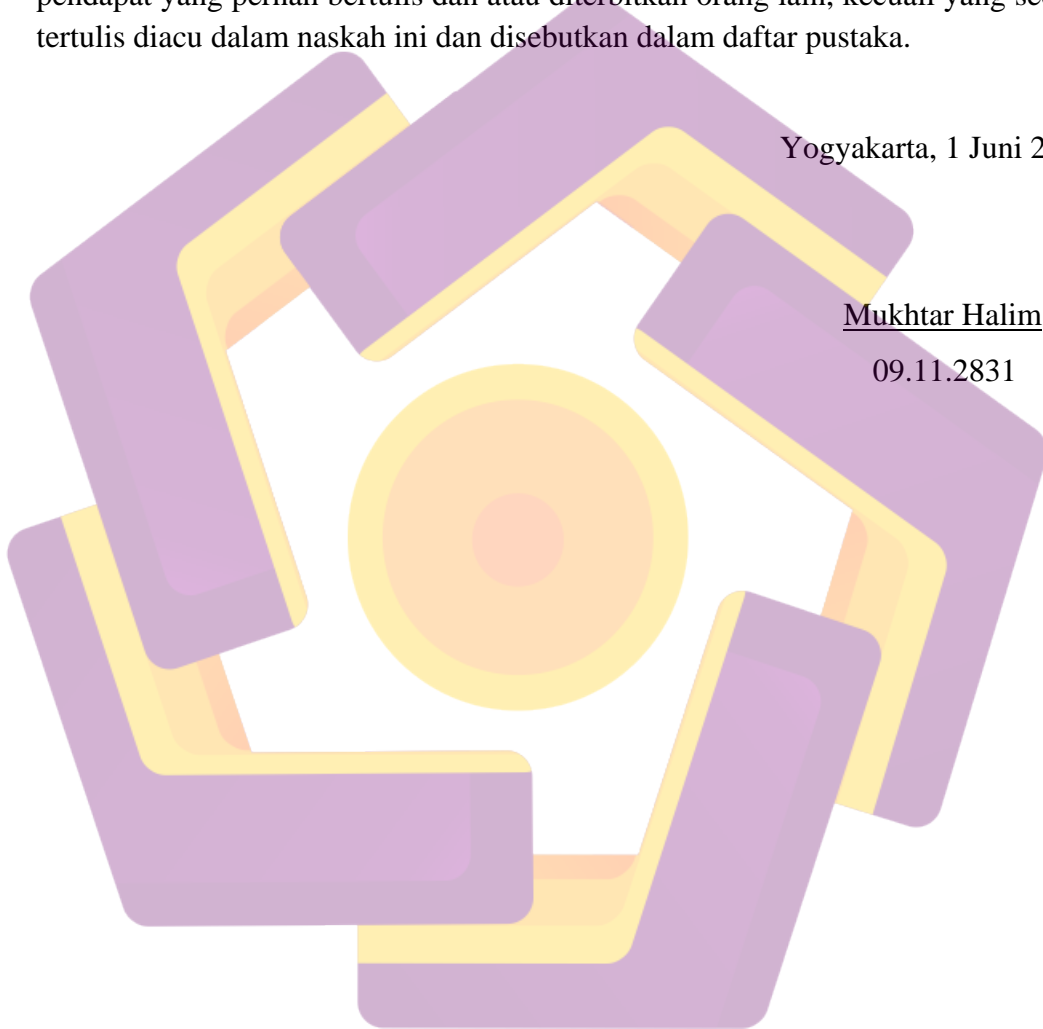 pendapat yang pernah bertulis dan atau diterbitkan orang lain, kecuali yang
tertulis diacu dalam naskah ini dan disebutkan dalam daftar pustaka.
Yogyakarta, 1 Juni 2
Mukhtar Halim
09.11.2831